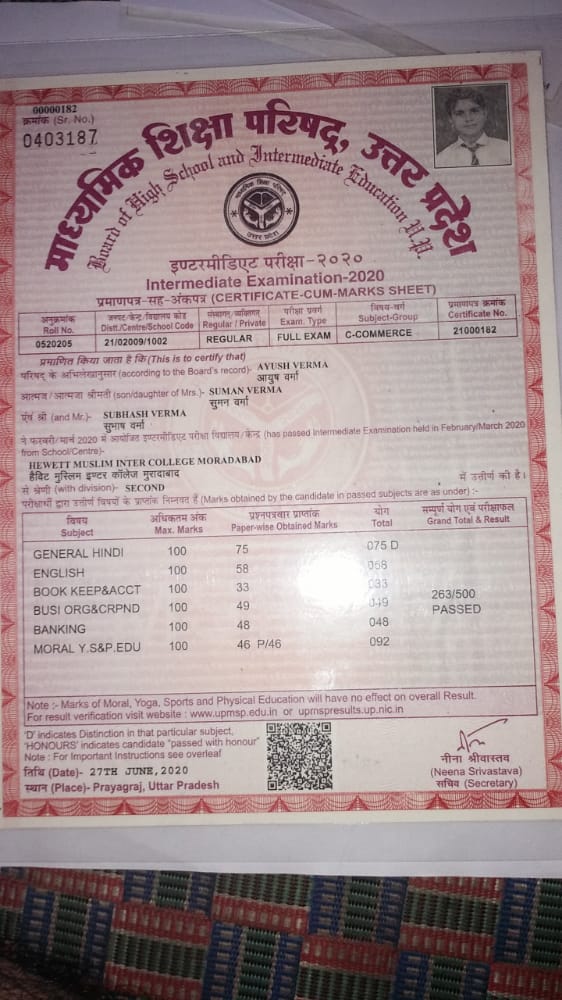 00000182
क्रमांक (Sr. No.)
0403187
माध्यमिक शिक्षा परिषद्, उत्तर प्रदेश
Board of High School and Intermediate Education U.P.
इण्टरमीडिएट परीक्षा-२०२०
Intermediate Examination-2020
प्रमाणपत्र-सह-अंकपत्र (CERTIFICATE-CUM-MARKS SHEET)
अनुक्रमांक Roll No. जनपद/केन्द्र/विद्यालय कोड Distt./Centre/School Code संस्थागत/व्यक्तिगत Regular / Private परीक्षा प्रकार Exam. Type विषय-वर्ग Subject-Group प्रमाणपत्र क्रमांक Certificate No.
0520205 21/02009/1002 REGULAR FULL EXAM C-COMMERCE 21000182
प्रमाणित किया जाता है कि (This is to certify that)
परिषद के अभिलेखानुसार (according to the Board's record)- AYUSH VERMA
आयुष वर्मा
आत्मज / आत्मजा श्रीमती (son/daughter of Mrs.)- SUMAN VERMA
सुमन वर्मा
एवं श्री (and Mr.)- SUBHASH VERMA
सुभाष वर्मा
ने फरवरी/मार्च 2020 में आयोजित इण्टरमीडिएट परीक्षा विद्यालय/केन्द्र (has passed Intermediate Examination held in February/March 2020
from School/Centre)-
HEWETT MUSLIM INTER COLLEGE MORADABAD
हैविट मुस्लिम इण्टर कॉलेज मुरादाबाद में उत्तीर्ण की है।
से श्रेणी (with division)- SECOND
परीक्षार्थी द्वारा उत्तीर्ण विषयों के प्राप्तांक निम्नवत हैं (Marks obtained by the candidate in passed subjects are as under) :-
विषय अधिकतम अंक प्रश्नपत्रवार प्राप्तांक योग सम्पूर्ण योग एवं परीक्षाफल
Subject Max. Marks Paper-wise Obtained Marks Total Grand Total & Result
GENERAL HINDI 100 75 075 D
ENGLISH 100 58 058
BOOK KEEP&ACCT 100 33 033 263/500
BUSI ORG&CRPND 100 49 049 PASSED
BANKING 100 48 048
MORAL Y.S&P.EDU 100 46 P/46 092
Note :- Marks of Moral, Yoga, Sports and Physical Education will have no effect on overall Result.
For result verification visit website : www.upmsp.edu.in or upmspresults.up.nic.in
'D' indicates Distinction in that particular subject,
'HONOURS' indicates candidate "passed with honour"
Note : For Important Instructions see overleaf
तिथि (Date)- 27TH JUNE, 2020
स्थान (Place)- Prayagraj, Uttar Pradesh
नीना श्रीवास्तव
(Neena Srivastava)
सचिव (Secretary)